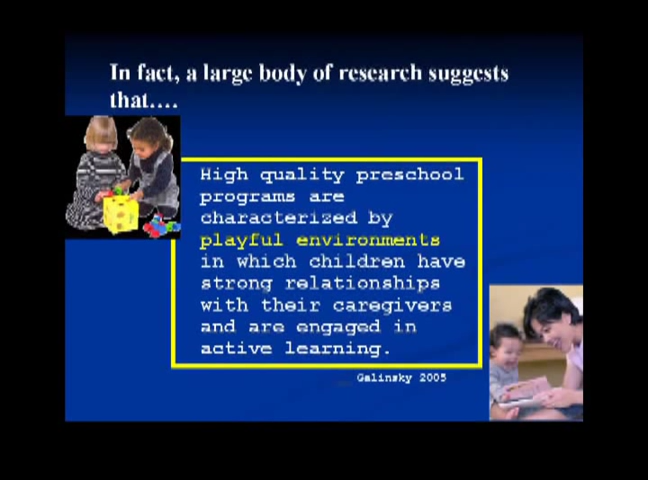 In fact, a large body of research suggests
that....
High quality preschool
programs are
characterized by
playful environments
in which children have
strong relationships
with their caregivers
and are engaged in
active learning.
Galinsky 2005